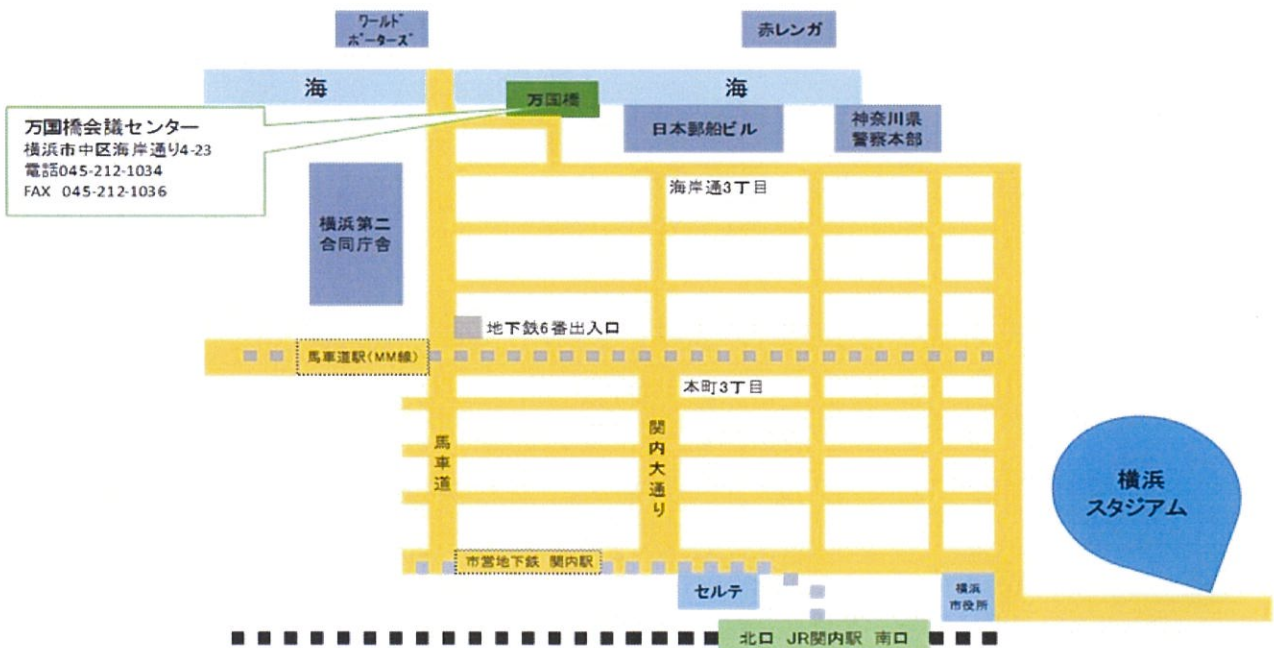 ワールド
ポーターズ
赤レンガ
海
海
万国橋
万国橋会議センター
横浜市中区海岸通り4-23
電話045-212-1034
FAX 045-212-1036
日本郵船ビル
神奈川県
警察本部
海岸通3丁目
横浜第二
合同庁舎
地下鉄6番出入口
馬車道駅(MM線)
本町3丁目
馬車道
関内大通り
横浜
スタジアム
市営地下鉄 関内駅
セルテ
横浜
市役所
北口 JR関内駅 南口